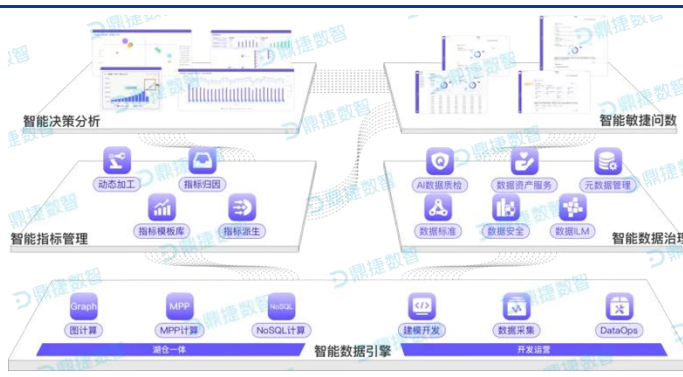 智能决策分析
智能敏捷问数
动态加工
指标归因
指标模板库
指标派生
智能指标管理
AI数据质检
数据资产服务
元数据管理
数据标准
数据安全
数据ILM
智能数据治理
Graph
MPP
NoSQL
图计算
MPP计算
NoSQL计算
建模开发
数据采集
DataOps
湖仓一体
智能数据引擎
开发运营
鼎捷数智